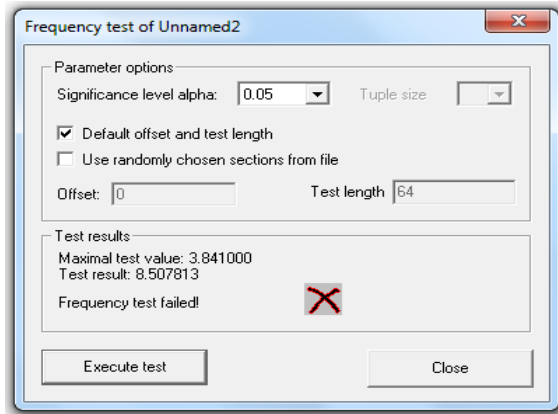 Frequency test of Unnamed2
Parameter options
Significance level alpha: 0.05 Tuple size
Default offset and test length
Use randomly chosen sections from file
Offset: 0 Test length 64
Test results
Maximal test value: 3.841000
Test result: 8.507813
Frequency test failed!
Execute test Close